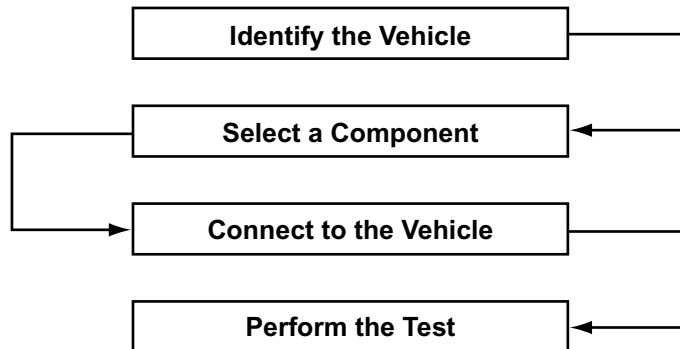 Identify the Vehicle
Select a Component
Connect to the Vehicle
Perform the Test